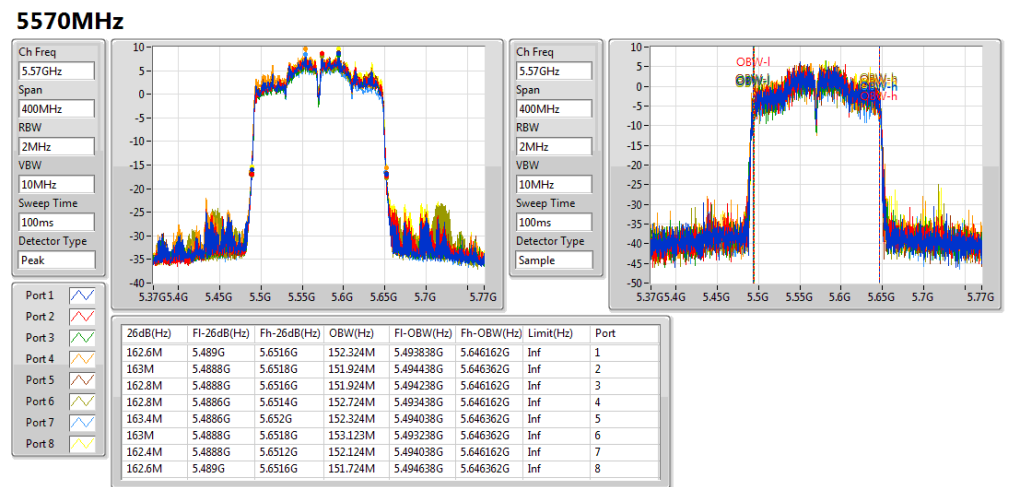 5570MHz
Ch Freq
5.57GHz
Span
400MHz
RBW
2MHz
VBW
10MHz
Sweep Time
100ms
Detector Type
Peak
10
5
0
-5
-10
-15
-20
-25
-30
-35
-40
5.37G 5.4G 5.45G 5.5G 5.55G 5.6G 5.65G 5.7G 5.77G
Ch Freq
5.57GHz
Span
400MHz
RBW
2MHz
VBW
10MHz
Sweep Time
100ms
Detector Type
Sample
10
5
0
-5
-10
-15
-20
-25
-30
-35
-40
-45
-50
OBW-l
OBW-l
OBW-h
OBW-h
OBW-h
5.37G 5.4G 5.45G 5.5G 5.55G 5.6G 5.65G 5.7G 5.77G
Port 1
Port 2
Port 3
Port 4
Port 5
Port 6
Port 7
Port 8
26dB(Hz) Fl-26dB(Hz) Fh-26dB(Hz) OBW(Hz) Fl-OBW(Hz) Fh-OBW(Hz) Limit(Hz) Port
162.6M 5.489G 5.6516G 152.324M 5.493838G 5.646162G Inf 1
163M 5.4888G 5.6518G 151.924M 5.494438G 5.646362G Inf 2
162.8M 5.4888G 5.6516G 151.924M 5.494238G 5.646162G Inf 3
162.8M 5.4886G 5.6514G 152.724M 5.493438G 5.646162G Inf 4
163.4M 5.4886G 5.652G 152.324M 5.494038G 5.646362G Inf 5
163M 5.4888G 5.6518G 153.123M 5.493238G 5.646362G Inf 6
162.4M 5.4888G 5.6512G 152.124M 5.494038G 5.646162G Inf 7
162.6M 5.489G 5.6516G 151.724M 5.494638G 5.646362G Inf 8